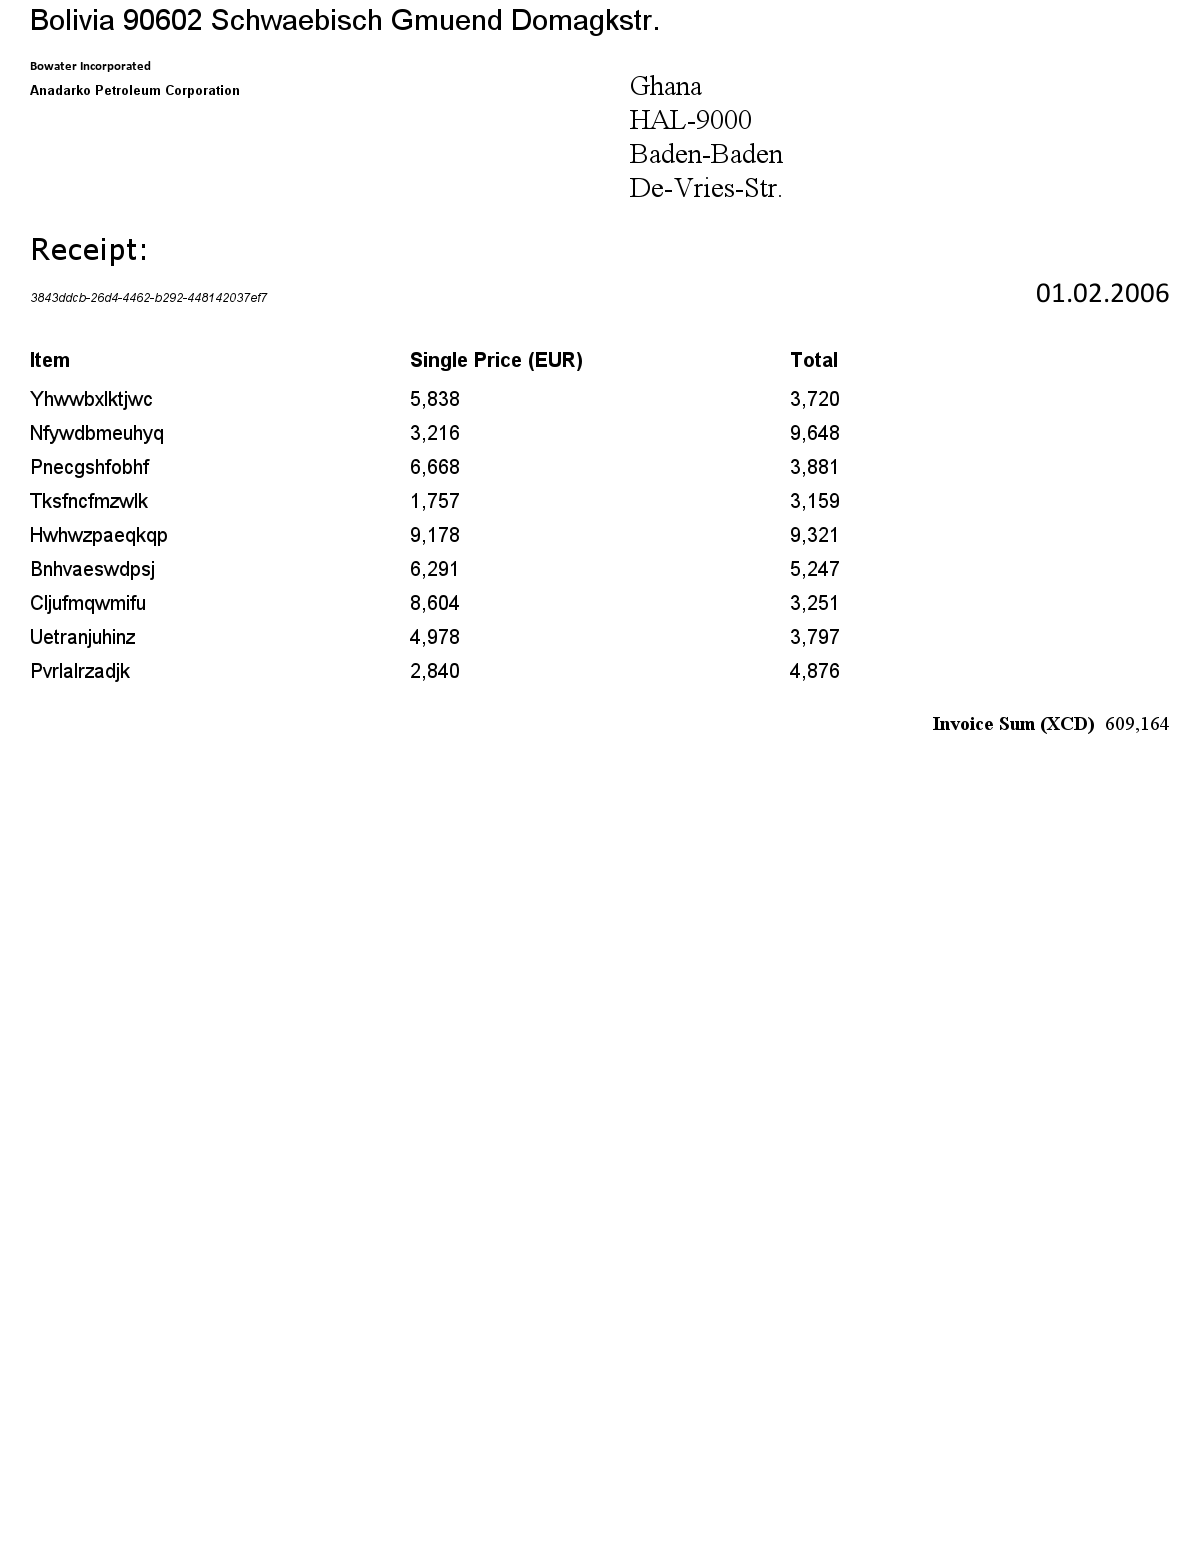 Bolivia 90602 Schwaebisch Gmuend Domagkstr.
Bowater Incorporated
Anadarko Petroleum Corporation
Ghana
HAL-9000
Baden-Baden
De-Vries-Str.
Receipt:
3843ddcb-26d4-4462-b292-448142037ef7 01.02.2006
Item Single Price (EUR) Total
Yhwwbxlktjwc 5,838 3,720
Nfywdbmeuhyq 3,216 9,648
Pnecgshfobhf 6,668 3,881
Tksfncfmzwlk 1,757 3,159
Hwhwzpaeqkqp 9,178 9,321
Bnhvaeswdpsj 6,291 5,247
Cljufmqwmifu 8,604 3,251
Uetranjuhinz 4,978 3,797
Pvrlalrzadjk 2,840 4,876
Invoice Sum (XCD) 609,164